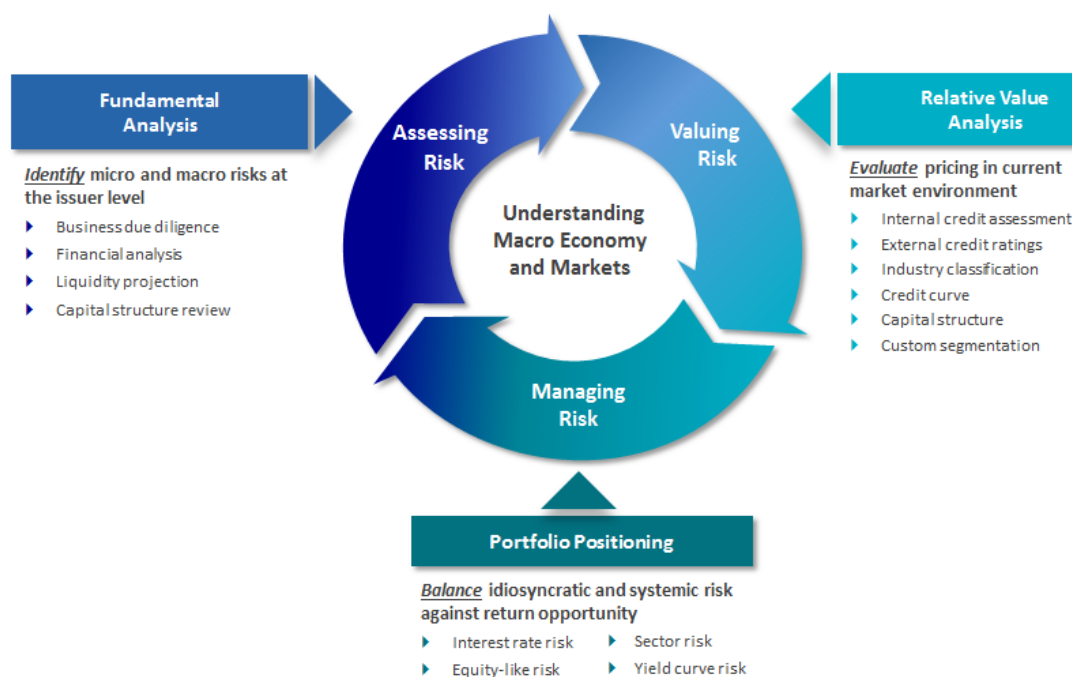 Fundamental
Analysis
Identify micro and macro risks at
the issuer level
Business due diligence
Financial analysis
Liquidity projection
Capital structure review
Assessing
Risk
Valuing
Risk
Understanding
Macro Economy
and Markets
Managing
Risk
Relative Value
Analysis
Evaluate pricing in current
market environment
Internal credit assessment
External credit ratings
Industry classification
Credit curve
Capital structure
Custom segmentation
Portfolio Positioning
Balance idiosyncratic and systemic risk
against return opportunity
Interest rate risk
Equity-like risk
Sector risk
Yield curve risk